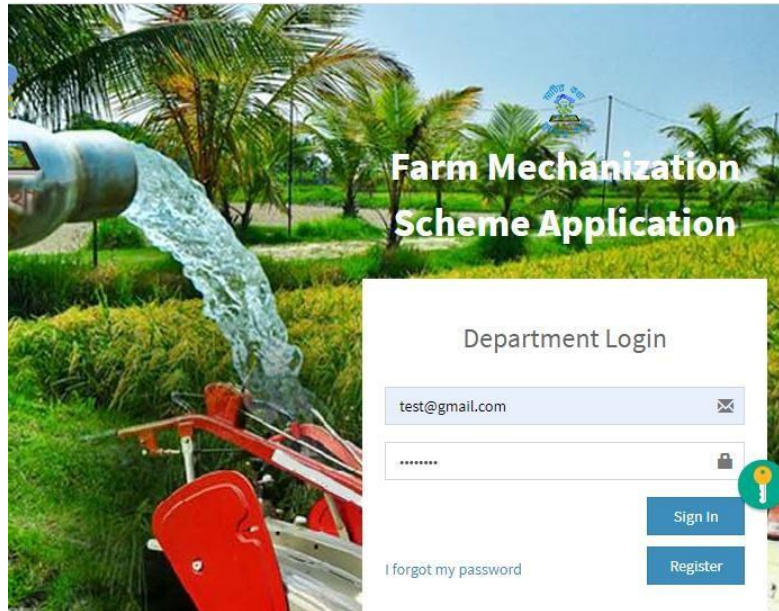 Farm Mechanization
Scheme Application
Department Login
test@gmail.com
........
Sign In
I forgot my password
Register